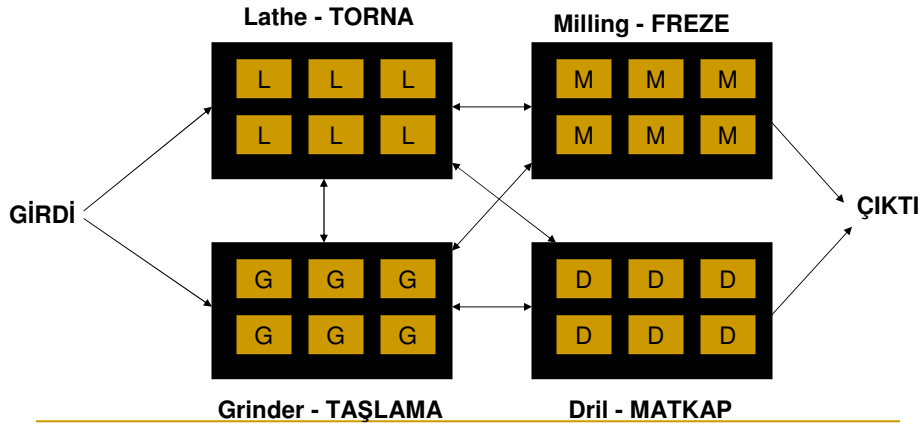 Lathe - TORNA
Milling - FREZE
L L L
M M M
L L L
M M M
GİRDİ
ÇIKTI
G G G
D D D
G G G
D D D
Grinder - TAŞLAMA
Dril - MATKAP